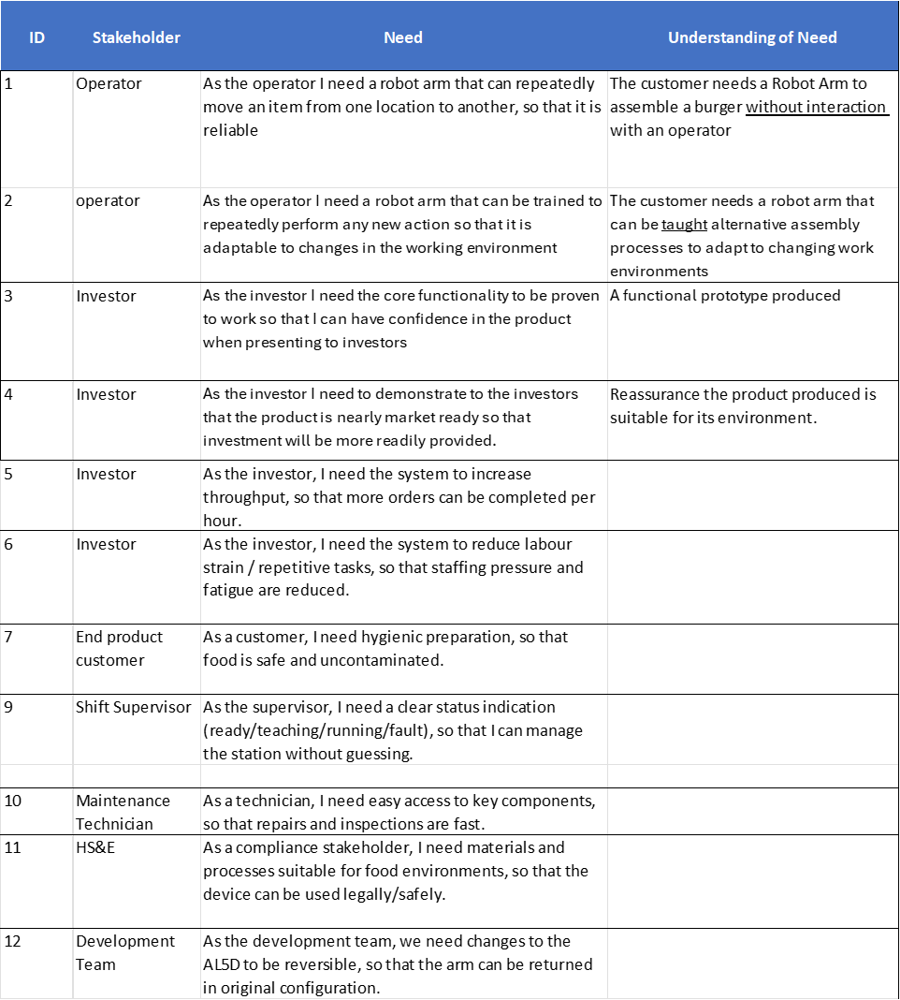 ID Stakeholder Need Understanding of Need
1 Operator As the operator I need a robot arm that can repeatedly The customer needs a Robot Arm to
move an item from one location to another, so that it is assemble a burger without interaction
reliable with an operator
2 operator As the operator I need a robot arm that can be trained to The customer needs a robot arm that
repeatedly perform any new action so that it is can be taught alternative assembly
adaptable to changes in the working environment processes to adapt to changing work
environments
3 Investor As the investor I need the core functionality to be proven A functional prototype produced
to work so that I can have confidence in the product
when presenting to investors
4 Investor As the investor I need to demonstrate to the investors Reassurance the product produced is
that the product is nearly market ready so that suitable for its environment.
investment will be more readily provided.
5 Investor As the investor, I need the system to increase
throughput, so that more orders can be completed per
hour.
6 Investor As the investor, I need the system to reduce labour
strain / repetitive tasks, so that staffing pressure and
fatigue are reduced.
7 End product As a customer, I need hygienic preparation, so that
customer food is safe and uncontaminated.
9 Shift Supervisor As the supervisor, I need a clear status indication
(ready/teaching/running/fault), so that I can manage
the station without guessing.
10 Maintenance As a technician, I need easy access to key components,
Technician so that repairs and inspections are fast.
11 HS&E As a compliance stakeholder, I need materials and
processes suitable for food environments, so that the
device can be used legally/safely.
12 Development As the development team, we need changes to the
Team AL5D to be reversible, so that the arm can be returned
in original configuration.